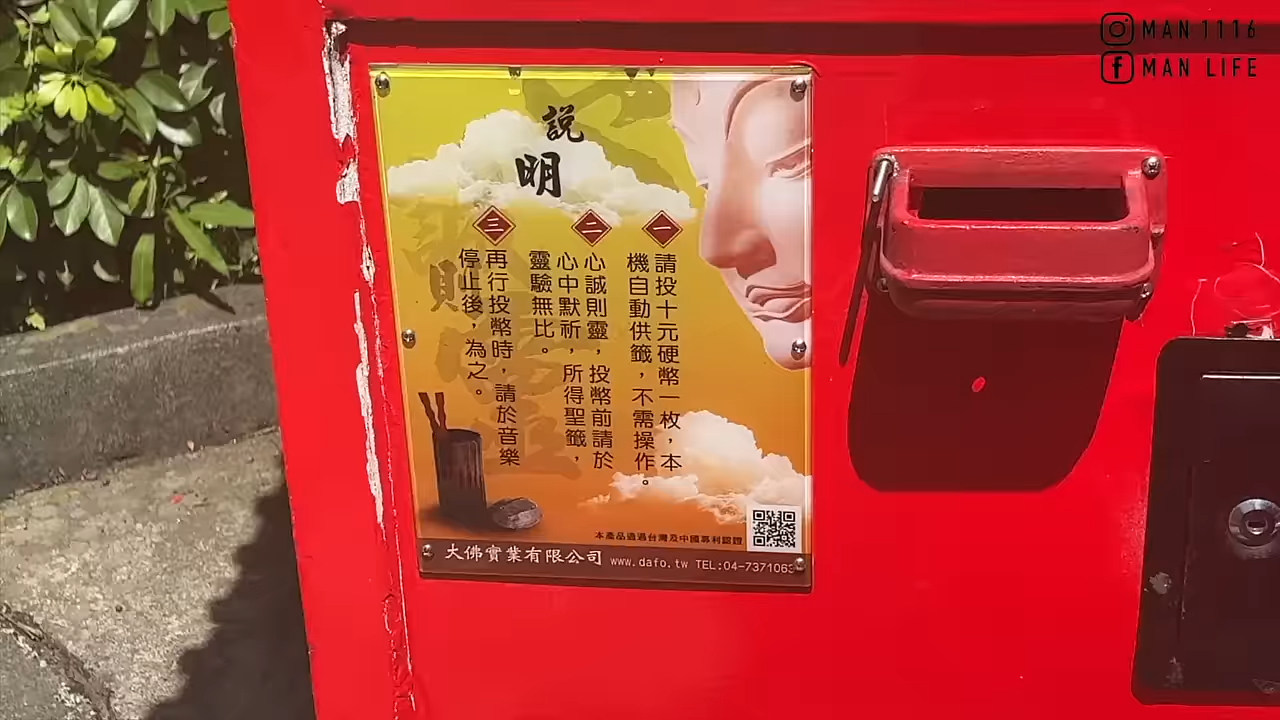 MAN 1116
MAN LIFE
説
明
一
請投十元硬幣一枚，本
機自動供籤，不需操作。
二
心誠則靈，投幣前請於
心中默祈，所得聖籤，
靈驗無比。
三
再行投幣時，請於音樂
停止後，為之。
本產品通過台灣及中國專利認證
大佛實業有限公司 www.dafo.tw TEL:04-7371063